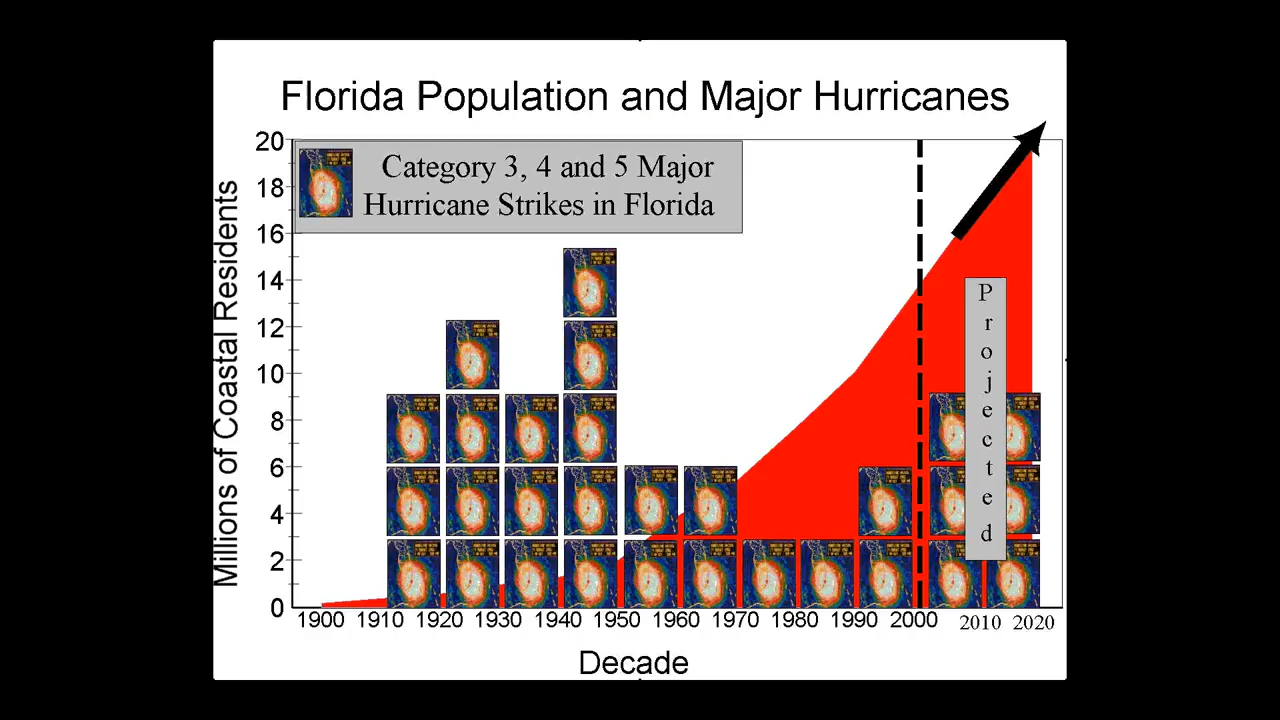 Florida Population and Major Hurricanes
Category 3, 4 and 5 Major
Hurricane Strikes in Florida
Millions of Coastal Residents
20
18
16
14
12
10
8
6
4
2
0
Projected
1900 1910 1920 1930 1940 1950 1960 1970 1980 1990 2000 2010 2020
Decade